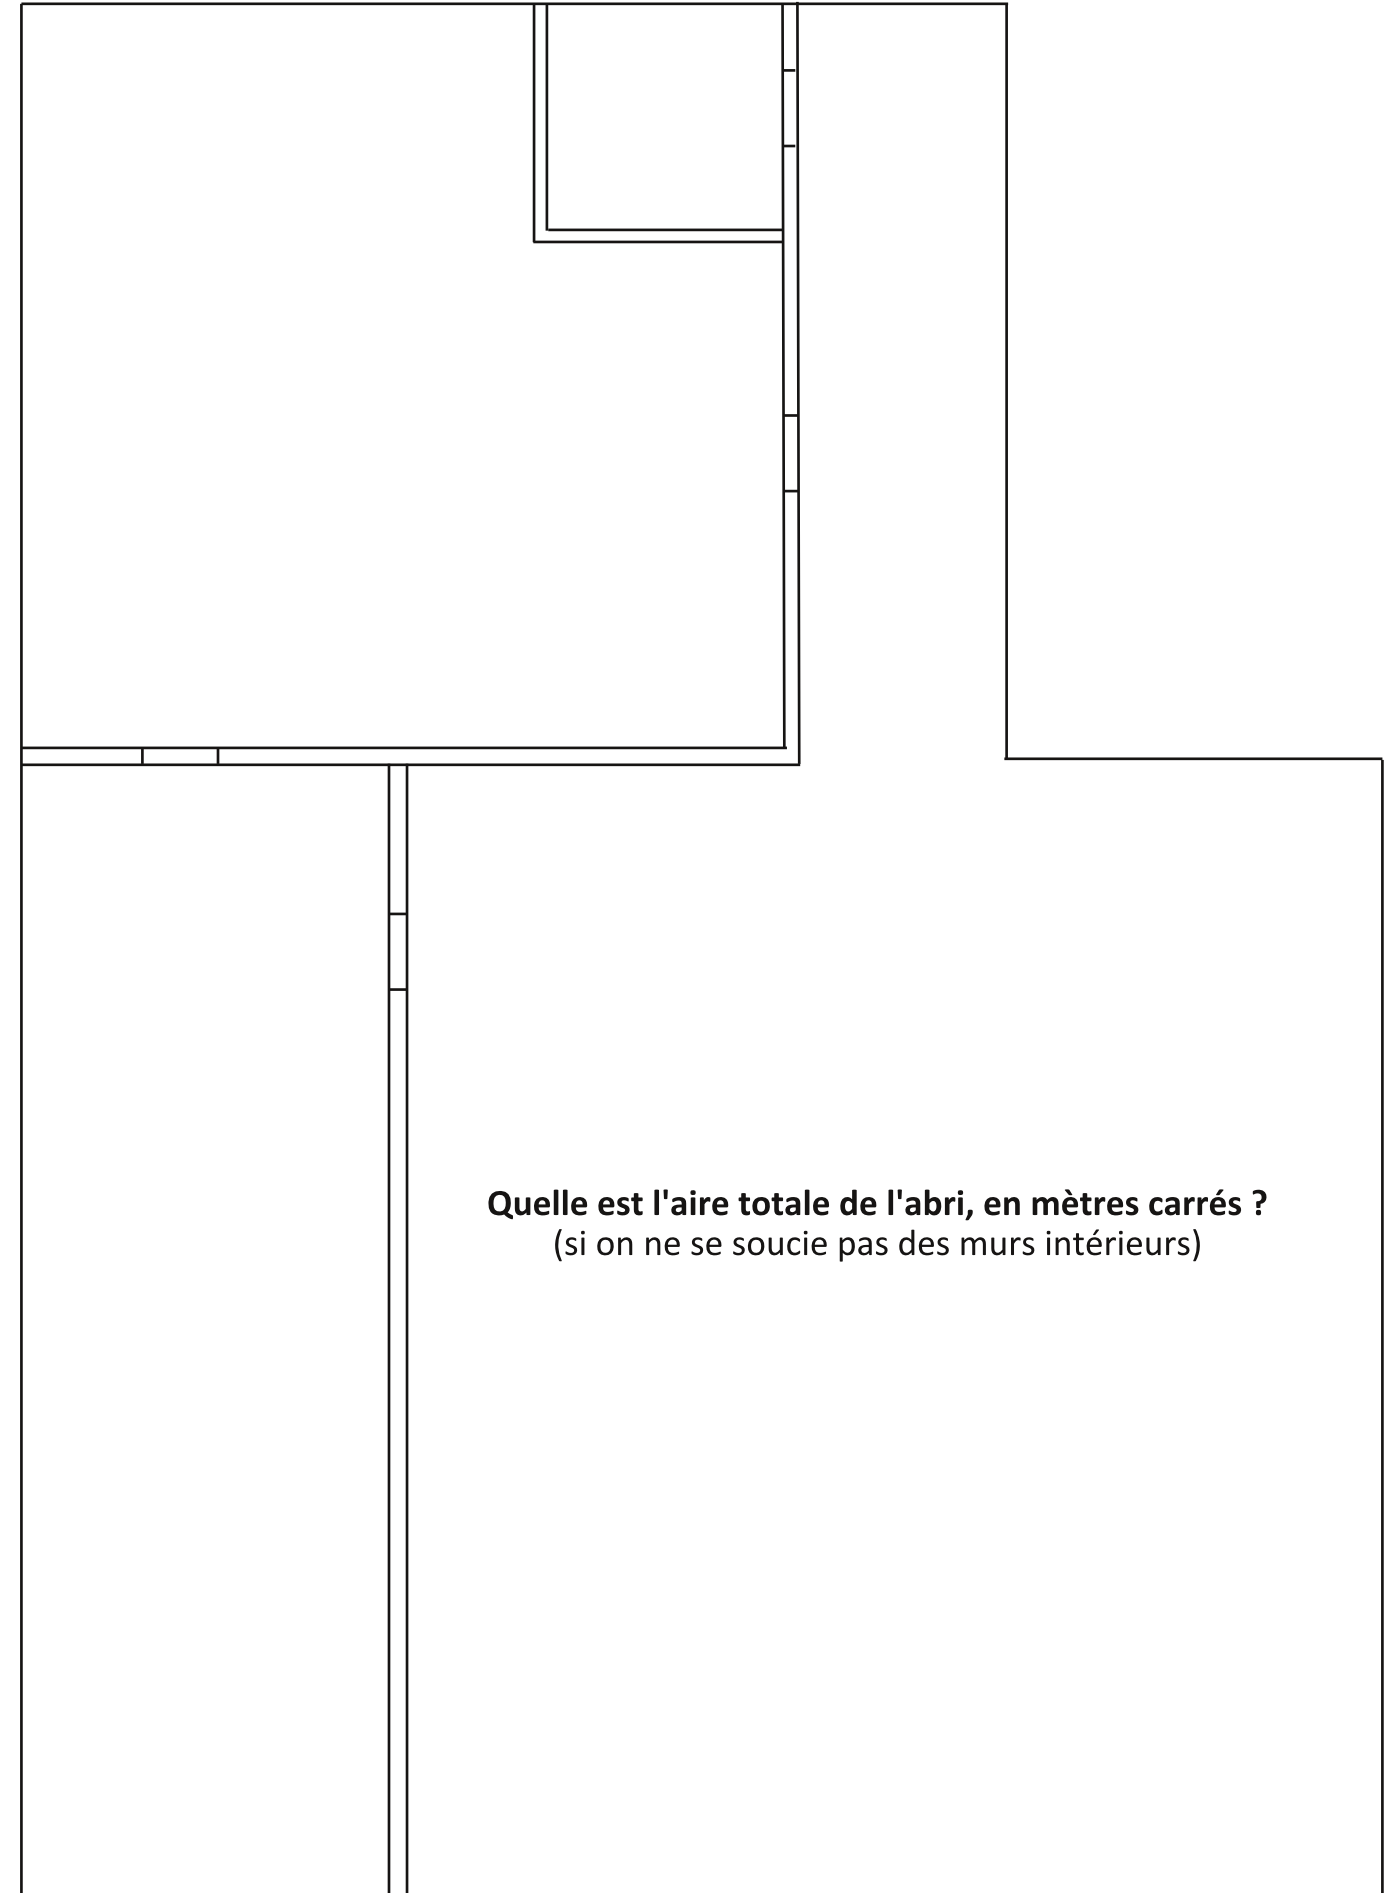 Quelle est l'aire totale de l'abri, en mètres carrés ?
(si on ne se soucie pas des murs intérieurs)